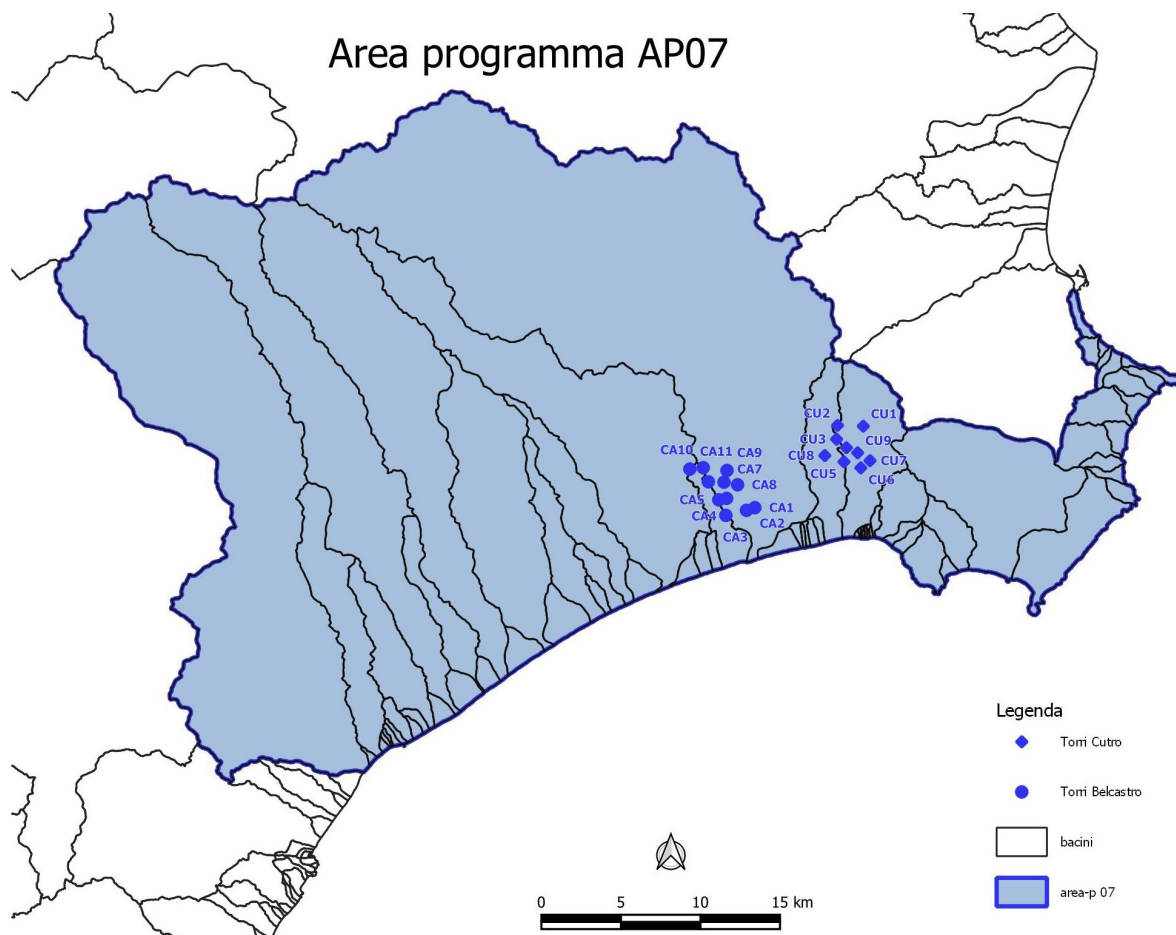 Area programma AP07
CU2 CU1
CU3 CU9
CU8 CU7
CU5 CU6
CA10 CA11 CA9
CA7
CA8
CA5
CA4 CA1
CA2
CA3
Legenda
Torri Cutro
Torri Belcastro
bacini
area-p 07
0 5 10 15 km